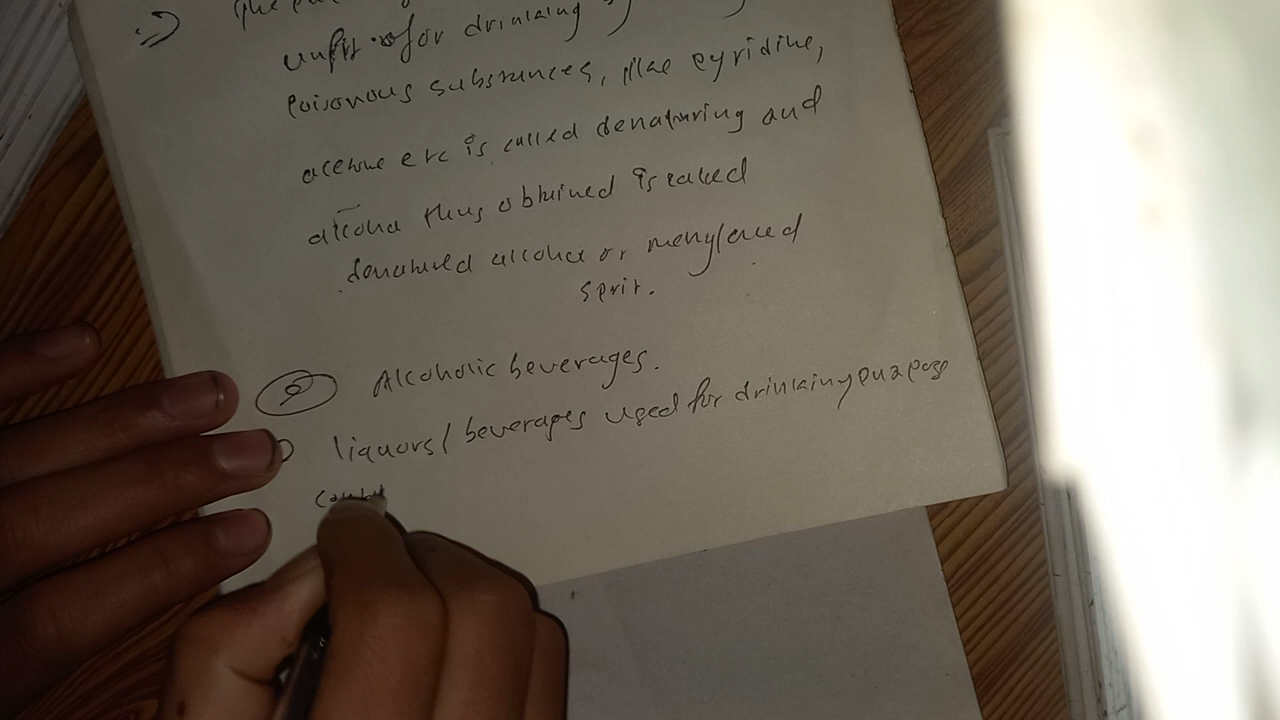 unfit for drinking
poisonous substances, like pyridine,
acetone etc is called denaturing and
alcohol thus obtained is called
denatured alcohol or methylated
sprit.
Alcoholic beverages.
liquors/beverages used for drinking purapose